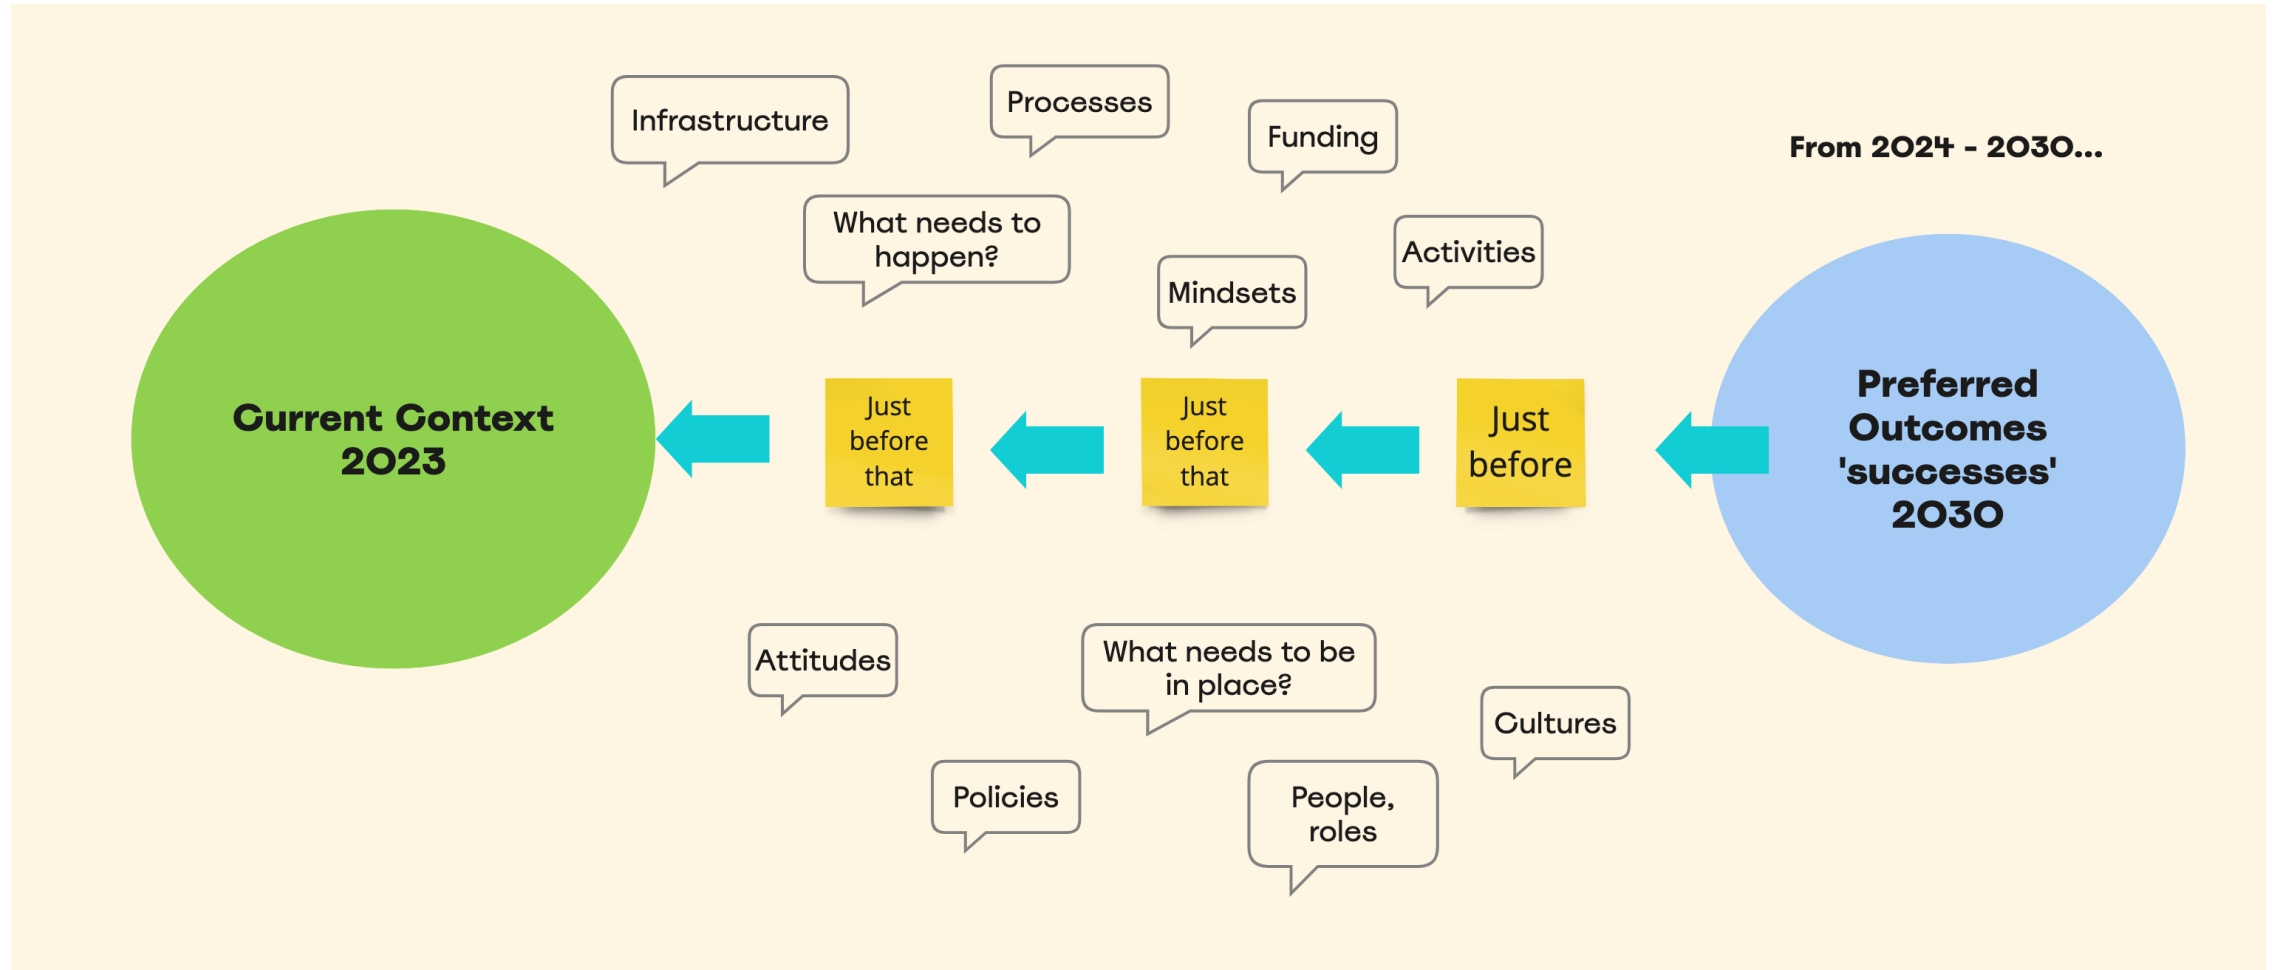 Infrastructure
Processes
Funding
From 2024 - 2030...
What needs to
happen?
Activities
Mindsets
Current Context
2023
Just
before
that
Just
before
that
Just
before
Preferred
Outcomes
'successes'
2030
Attitudes
What needs to be
in place?
Cultures
Policies
People,
roles